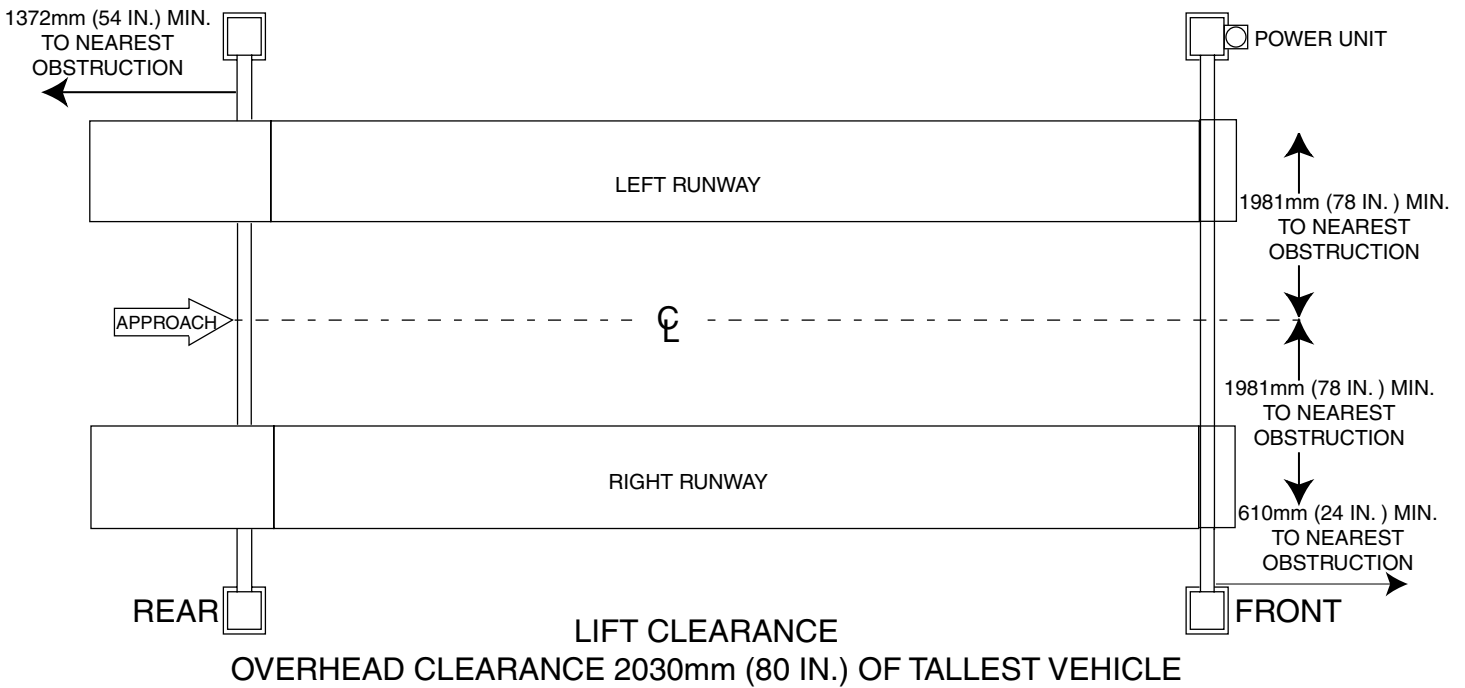 1372mm (54 IN.) MIN.
TO NEAREST
OBSTRUCTION
POWER UNIT
LEFT RUNWAY
1981mm (78 IN. ) MIN.
TO NEAREST
OBSTRUCTION
APPROACH
℄
1981mm (78 IN. ) MIN.
TO NEAREST
OBSTRUCTION
RIGHT RUNWAY
610mm (24 IN. ) MIN.
TO NEAREST
OBSTRUCTION
REAR
FRONT
LIFT CLEARANCE
OVERHEAD CLEARANCE 2030mm (80 IN.) OF TALLEST VEHICLE